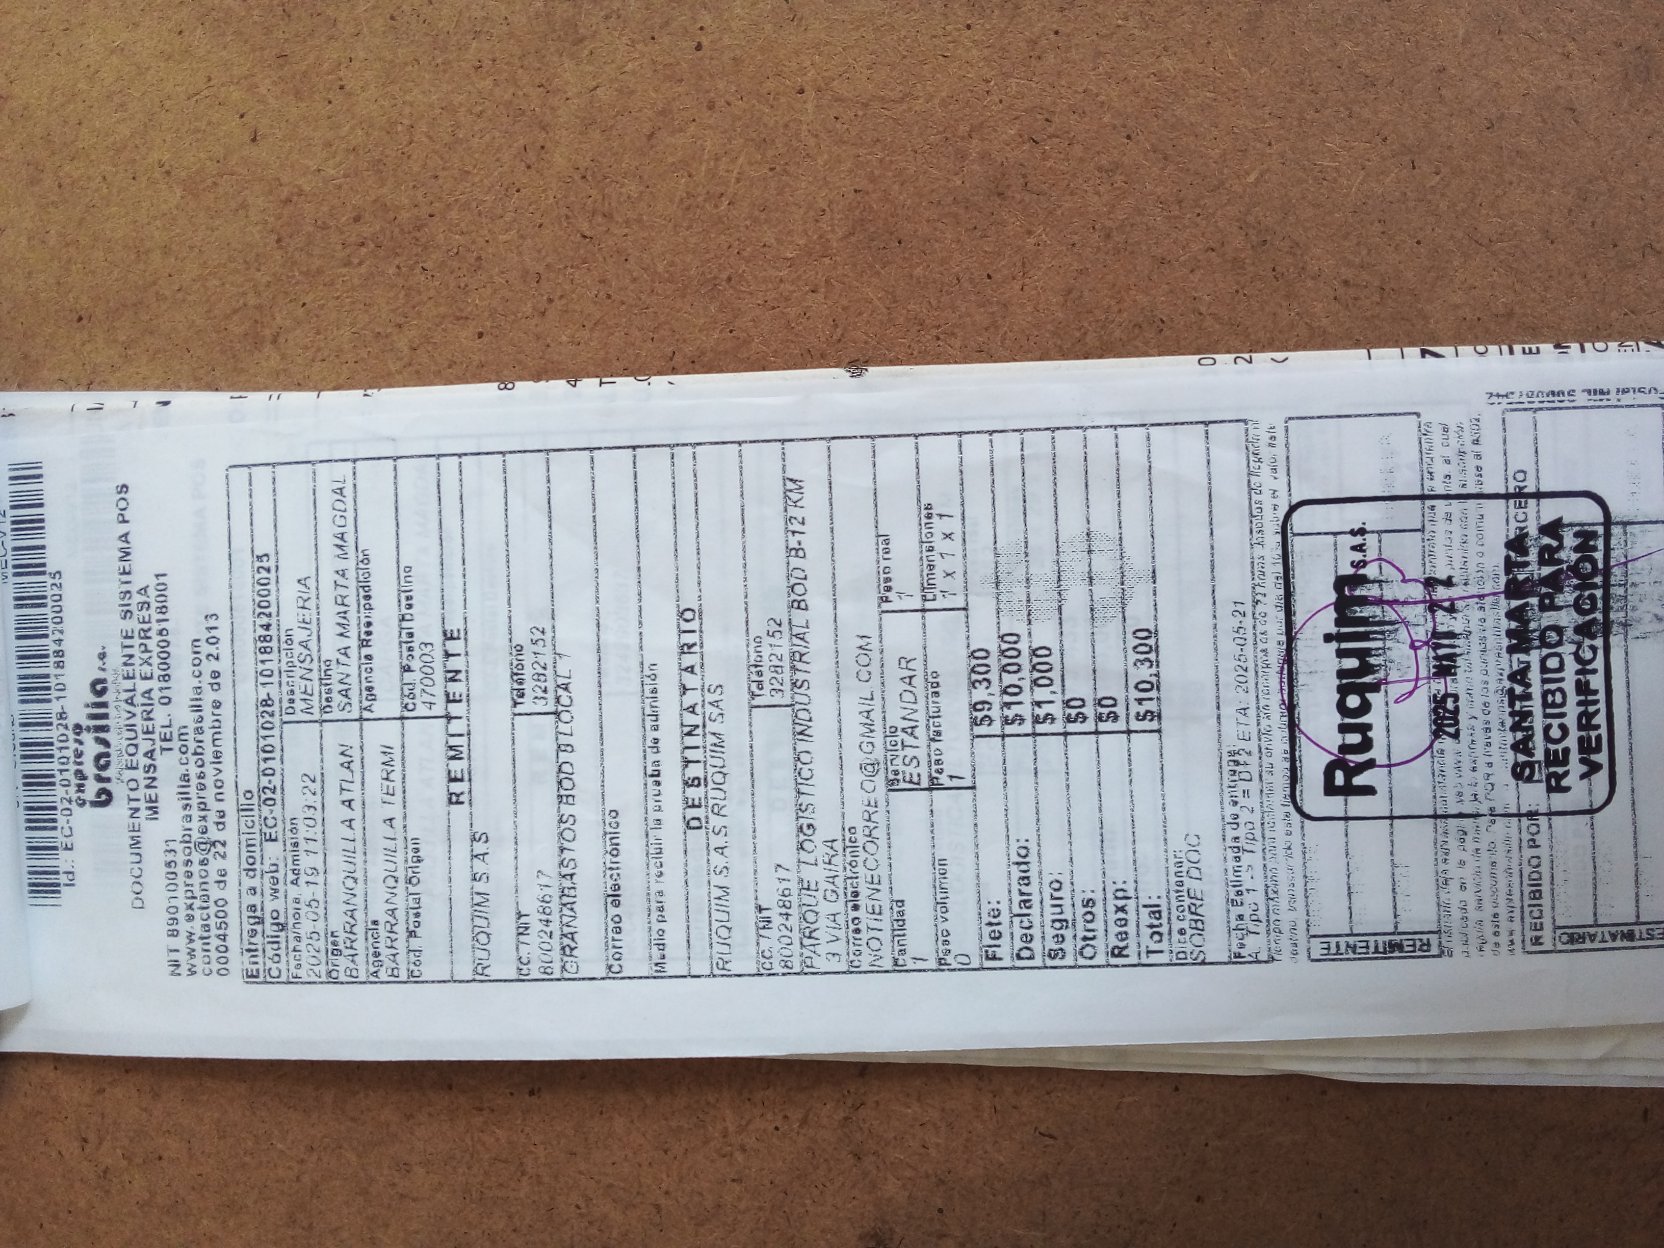 Id.: EC-02-0101028-101884200025
expreso
brasilia s.a.
DOCUMENTO EQUIVALENTE SISTEMA POS
MENSAJERIA EXPRESA
NIT 890100531 TEL. 018000518001
www.expresobrasilia.com
contactanos@expresobrasilia.com
0004500 de 22 de noviembre de 2.013
Entrega a domicilio
Código web: EC-02-0101028-101884200025
Fecha/hora Admisión Descripción
2025-05-19 11:03:22 MENSAJERIA
Origen Destino
BARRANQUILLA ATLAN SANTA MARTA MAGDAL
Agencia Agencia Reexpedición
BARRANQUILLA TERMI
Cód. Postal Origen Cód. Postal Destino
470003
REMITENTE
RUQUIM S A S
CC. / NIT Teléfono
800248617 3282152
GRANABASTOS BOD 8 LOCAL 1
Correo electrónico
Medio para recibir la prueba de admisión
DESTINATARIO
RUQUIM S.A.S RUQUIM SAS
CC. / NIT Teléfono
800248617 3282152
PARQUE LOGISTICO INDUSTRIAL BOD B-12 KM
3 VIA GAIRA
Correo electrónico
NOTIENECORREO@GMAIL.COM
Cantidad Servicio Peso real
1 ESTANDAR 1
Peso volumen Peso facturado Dimensiones
0 1 1 x 1 x 1
Flete: $9,300
Declarado: $10,000
Seguro: $1,000
Otros: $0
Reexp: $0
Total: $10,300
Dice contener:
SOBRE DOC
Fecha Estimada de entrega:
ETA: 2025-05-21
REMITENTE
Ruquim S.A.S.
2025 MAY 22
SANTA MARTA
RECIBIDO PARA
VERIFICACIÓN
RECIBIDO POR: